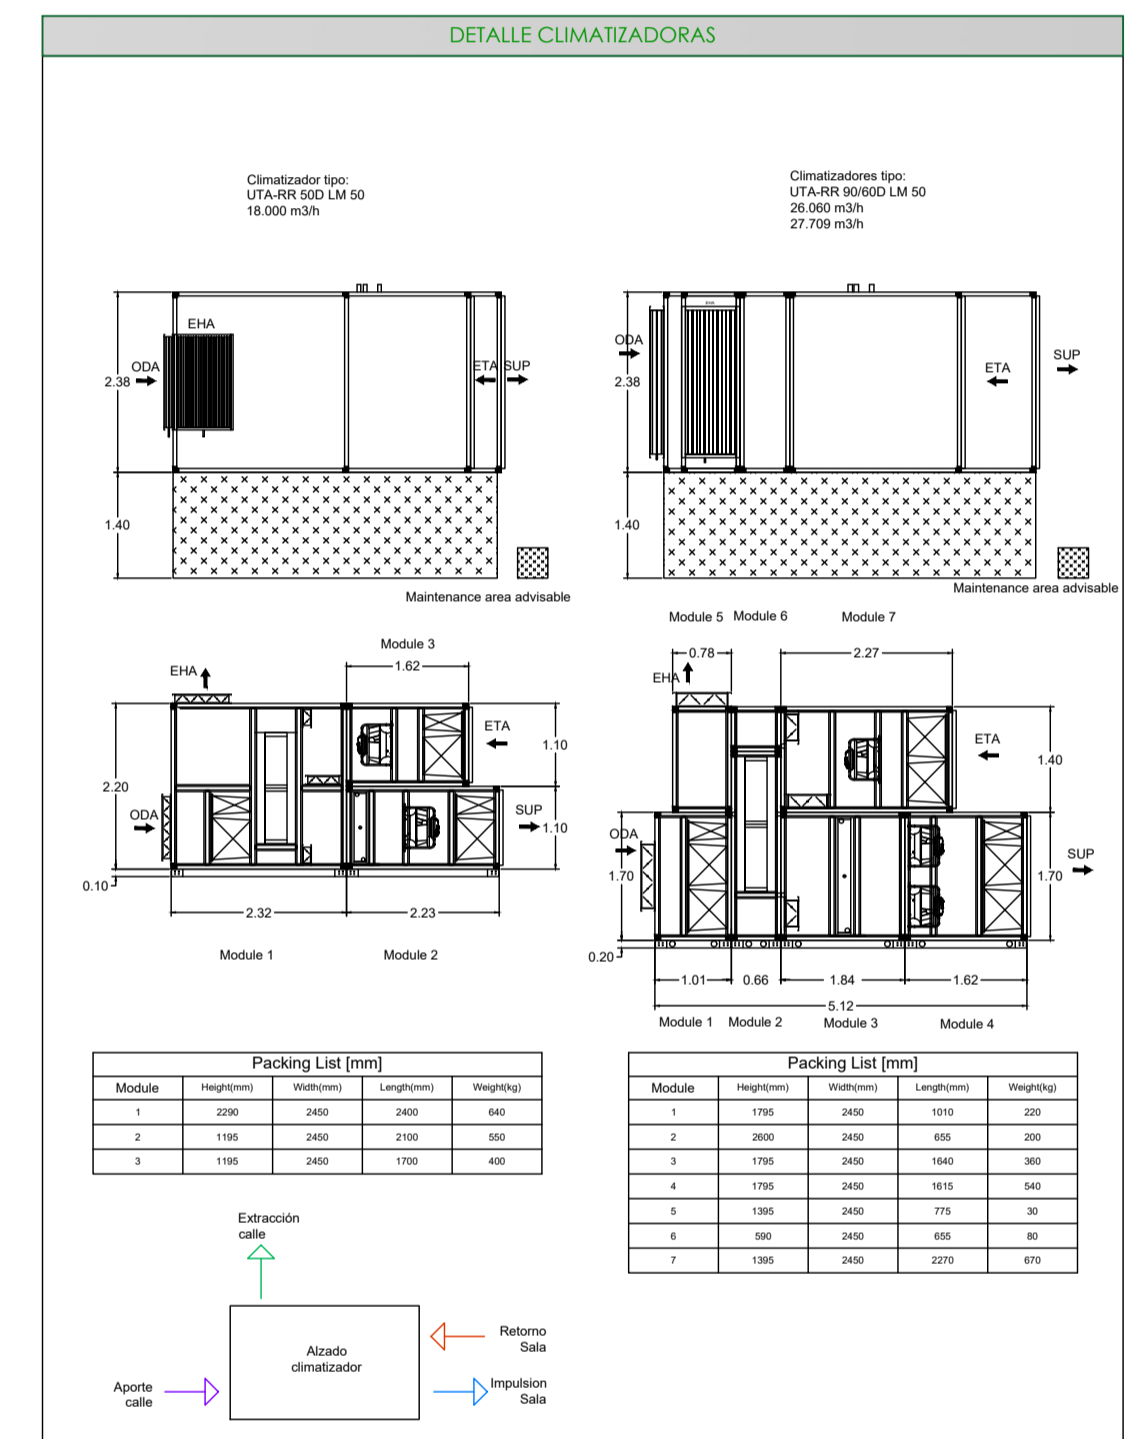 DETALLE CLIMATIZADORAS
Climatizador tipo:
UTA-RR 50D LM 50
18.000 m3/h
Climatizadores tipo:
UTA-RR 90/60D LM 50
26.060 m3/h
27.709 m3/h
EHA
ODA
2.38
ETA SUP
1.40
Maintenance area advisable
EHA
ODA
2.38
SUP
ETA
1.40
Maintenance area advisable
Module 3
1.62
EHA
ETA
1.10
2.20
ODA
SUP
1.10
0.10
2.32
2.23
Module 1
Module 2
Module 5 Module 6 Module 7
0.78
2.27
EHA
ETA
1.40
ODA
SUP
1.70
1.70
0.20
1.01 0.66 1.84 1.62
5.12
Module 1 Module 2 Module 3 Module 4
Packing List [mm]
Module Height(mm) Width(mm) Length(mm) Weight(kg)
1 2290 2450 2400 640
2 1195 2450 2100 550
3 1195 2450 1700 400
Packing List [mm]
Module Height(mm) Width(mm) Length(mm) Weight(kg)
1 1795 2450 1010 220
2 2600 2450 655 200
3 1795 2450 1640 360
4 1795 2450 1615 540
5 1395 2450 775 30
6 590 2450 655 80
7 1395 2450 2270 670
Extracción
calle
Alzado
climatizador
Retorno
Sala
Aporte
calle
Impulsion
Sala